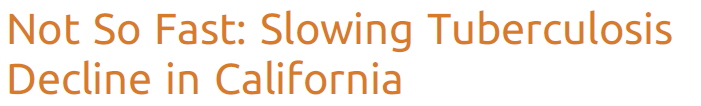 Not So Fast: Slowing Tuberculosis
Decline in California